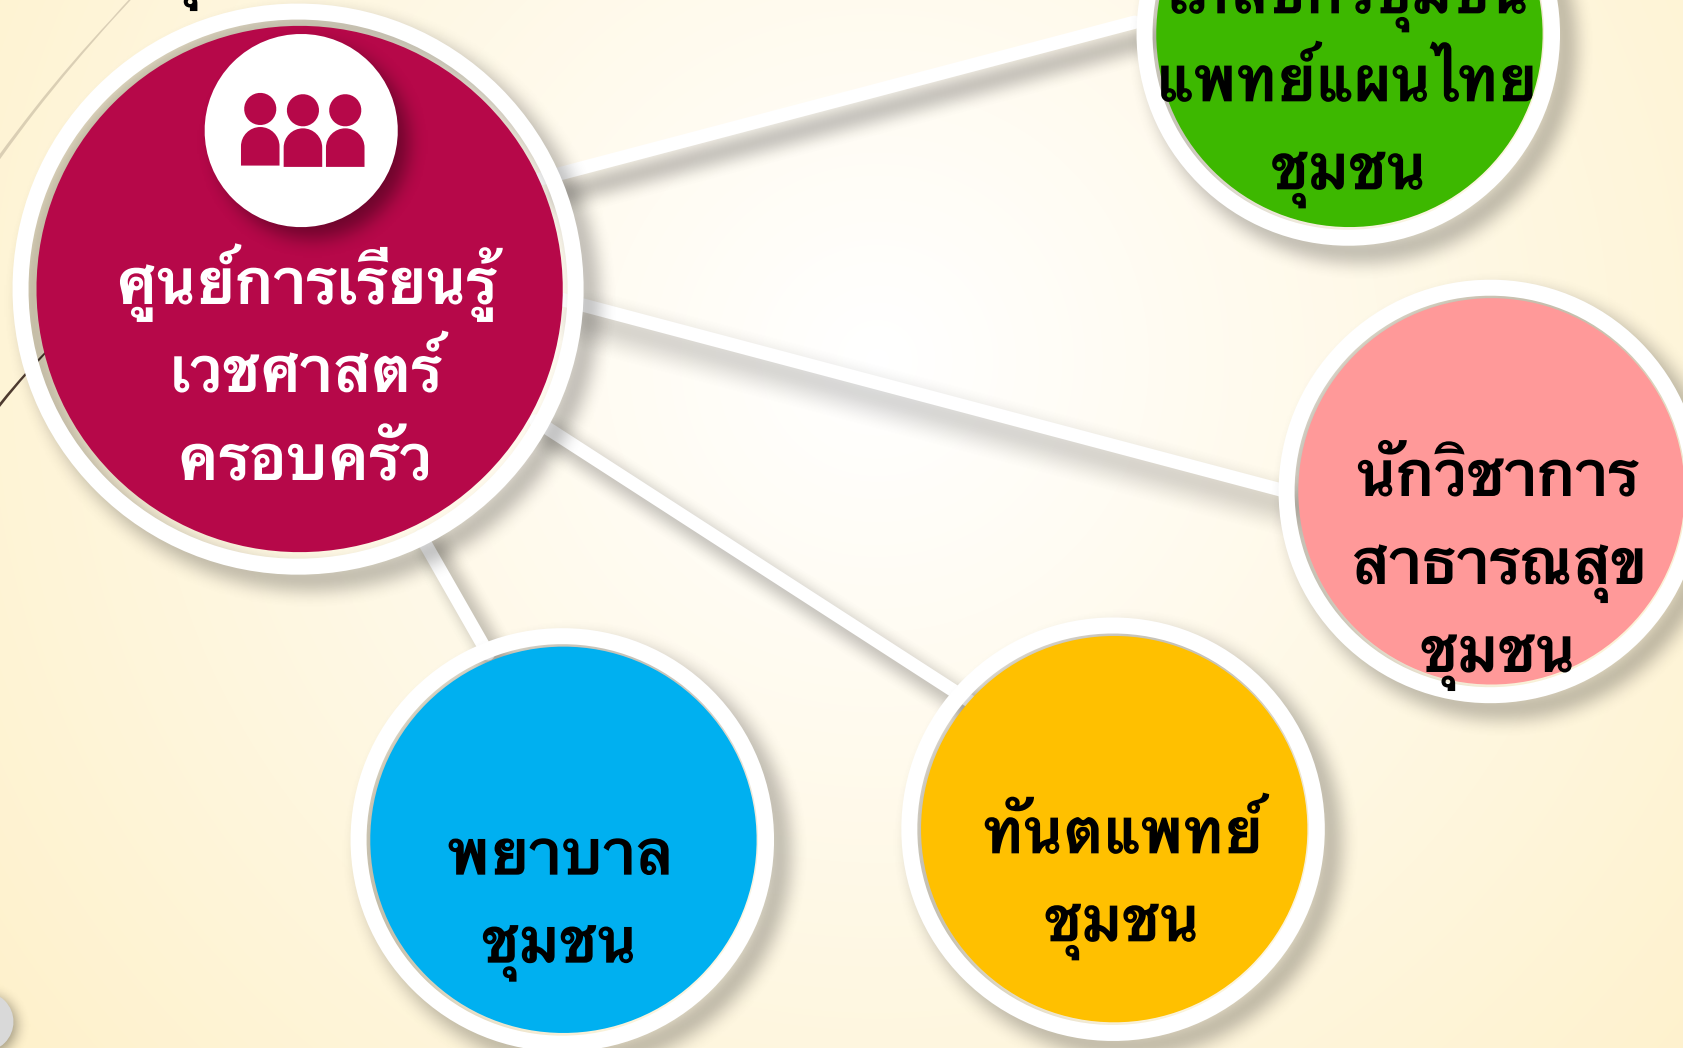 แพทย์แผนไทย
ชุมชน
ศูนย์การเรียนรู้
เวชศาสตร์
ครอบครัว
นักวิชาการ
สาธารณสุข
ชุมชน
พยาบาล
ชุมชน
ทันตแพทย์
ชุมชน